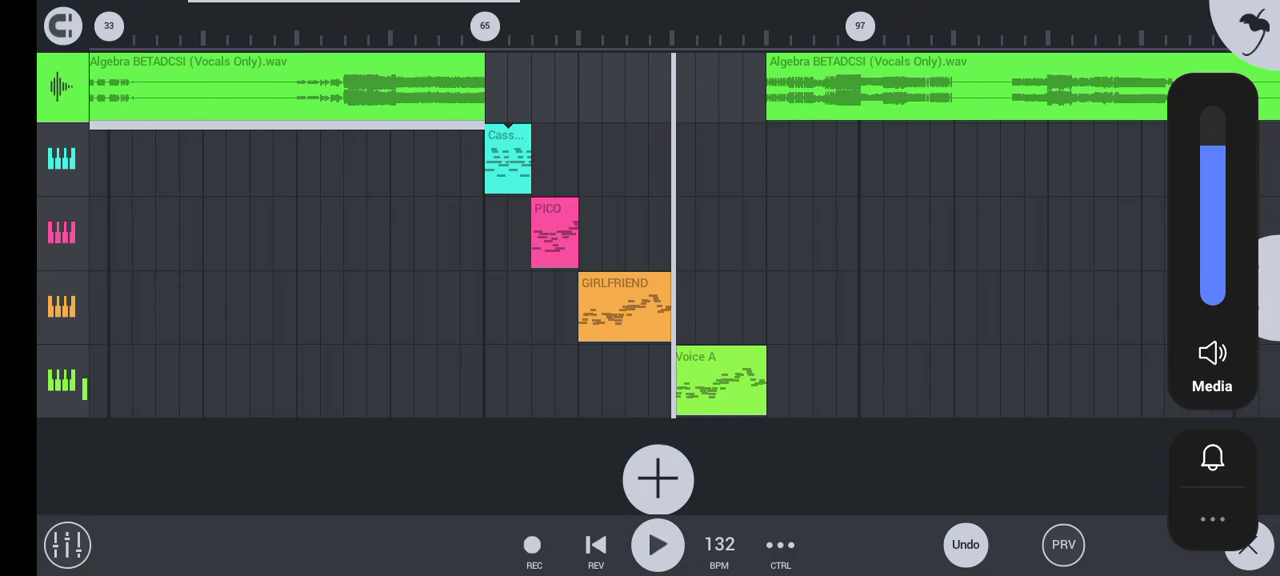 33
65
97
Algebra BETADCSI (Vocals Only).wav
Algebra BETADCSI (Vocals Only).wav
Cass...
PICO
GIRLFRIEND
Voice A
Media
132
Undo
PRV
REC
REV
BPM
CTRL